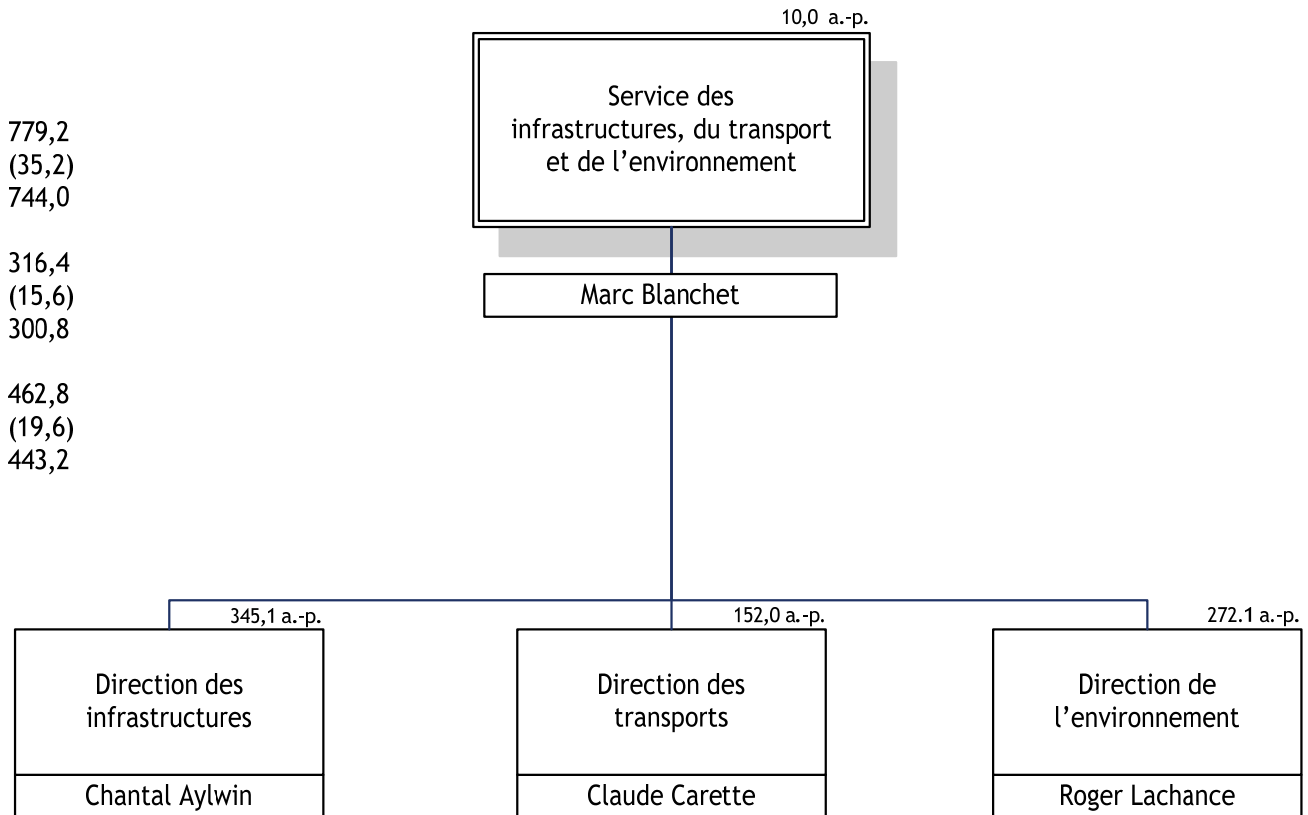 10,0 a.-p.
Service des
infrastructures, du transport
et de l'environnement
779,2
(35,2)
744,0
316,4
(15,6)
300,8
462,8
(19,6)
443,2
Marc Blanchet
345,1 a.-p.
Direction des
infrastructures
Chantal Aylwin
152,0 a.-p.
Direction des
transports
Claude Carette
272.1 a.-p.
Direction de
l'environnement
Roger Lachance